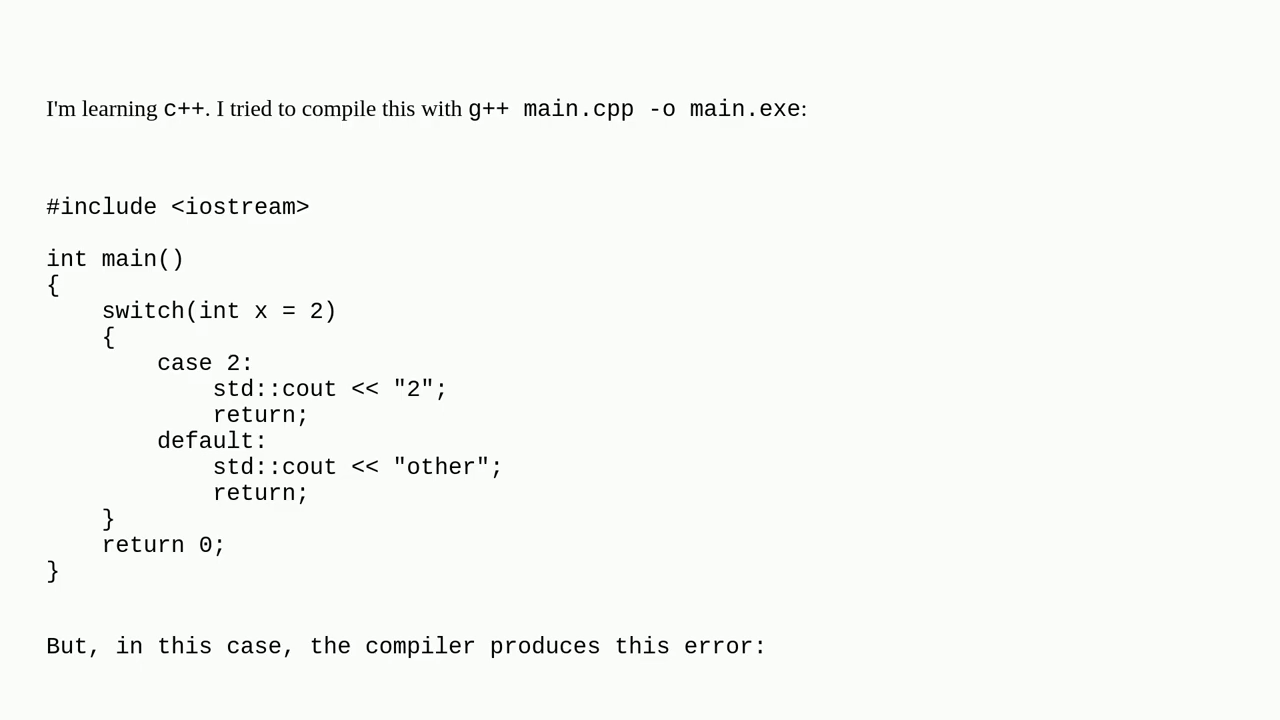 I'm learning c++. I tried to compile this with g++ main.cpp -o main.exe:
#include <iostream>
int main()
{
    switch(int x = 2)
    {
        case 2:
            std::cout << "2";
            return;
        default:
            std::cout << "other";
            return;
    }
    return 0;
}
But, in this case, the compiler produces this error: